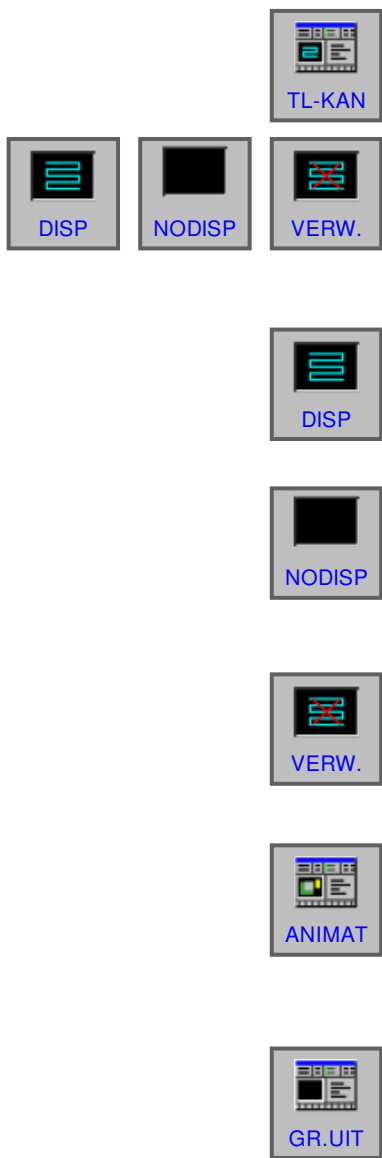 TL-KAN
DISP NODISP VERW.
DISP
NODISP
VERW.
ANIMAT
GR.UIT